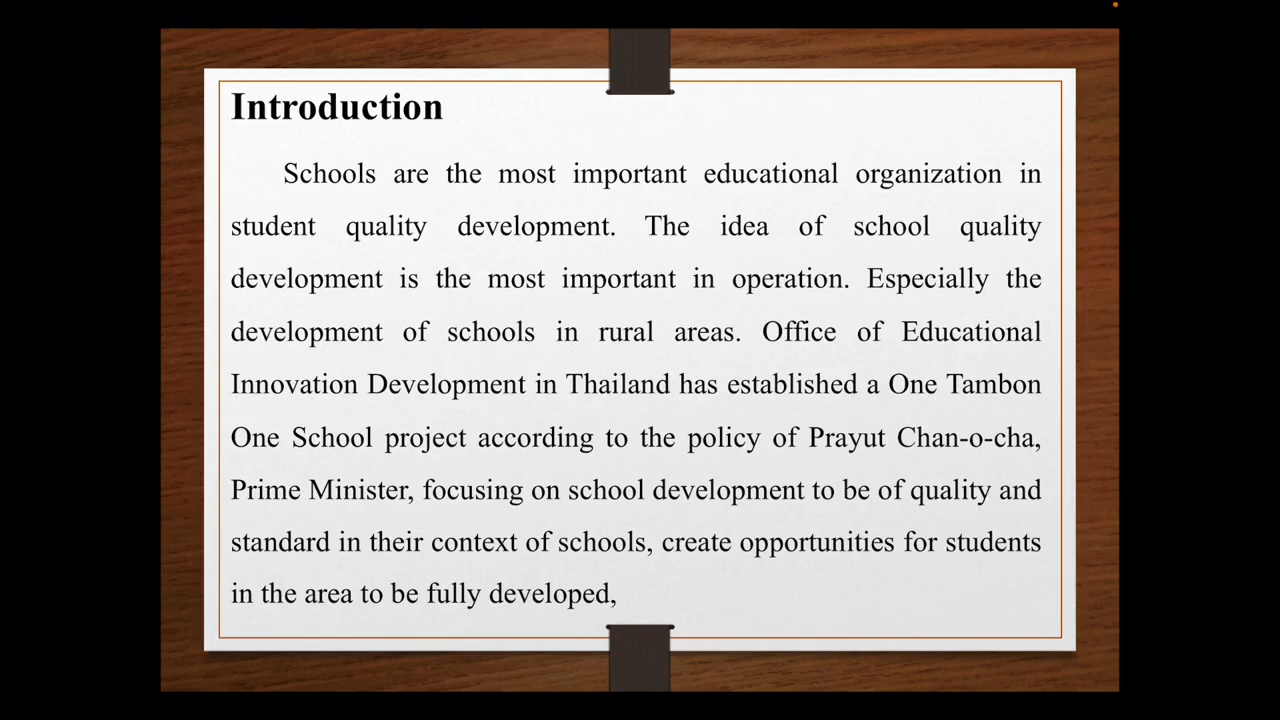 Introduction
Schools are the most important educational organization in
student quality development. The idea of school quality
development is the most important in operation. Especially the
development of schools in rural areas. Office of Educational
Innovation Development in Thailand has established a One Tambon
One School project according to the policy of Prayut Chan-o-cha,
Prime Minister, focusing on school development to be of quality and
standard in their context of schools, create opportunities for students
in the area to be fully developed,